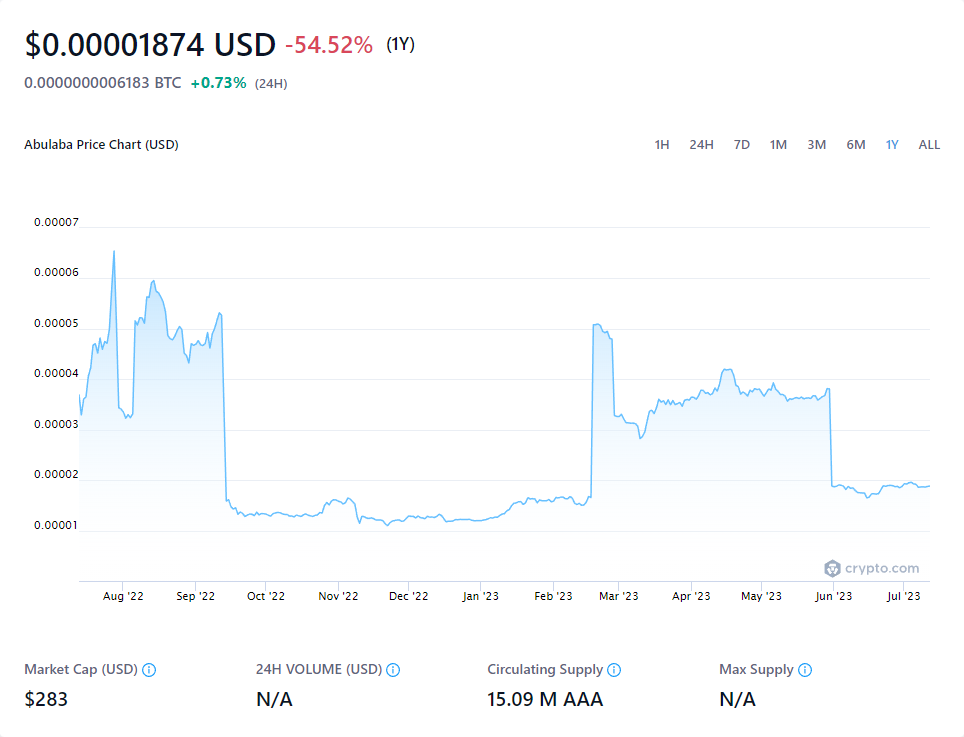 $0.00001874 USD -54.52% (1Y)
0.0000000006183 BTC +0.73% (24H)
Abulaba Price Chart (USD) 1H 24H 7D 1M 3M 6M 1Y ALL
0.00007
0.00006
0.00005
0.00004
0.00003
0.00002
0.00001
crypto.com
Aug '22 Sep '22 Oct '22 Nov '22 Dec '22 Jan '23 Feb '23 Mar '23 Apr '23 May '23 Jun '23 Jul '23
Market Cap (USD) 24H VOLUME (USD) Circulating Supply Max Supply
$283 N/A 15.09 M AAA N/A